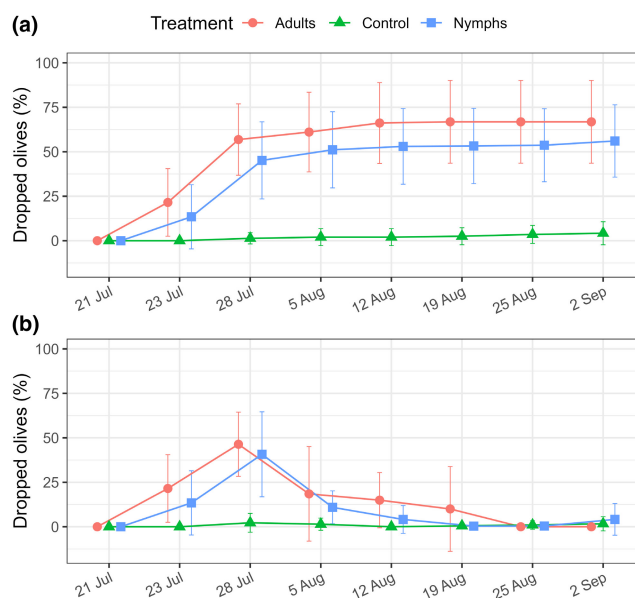 (a)
Treatment Adults Control Nymphs
Dropped olives (%)
100
75
50
25
0
21 Jul 23 Jul 28 Jul 5 Aug 12 Aug 19 Aug 25 Aug 2 Sep
(b)
Dropped olives (%)
100
75
50
25
0
21 Jul 23 Jul 28 Jul 5 Aug 12 Aug 19 Aug 25 Aug 2 Sep